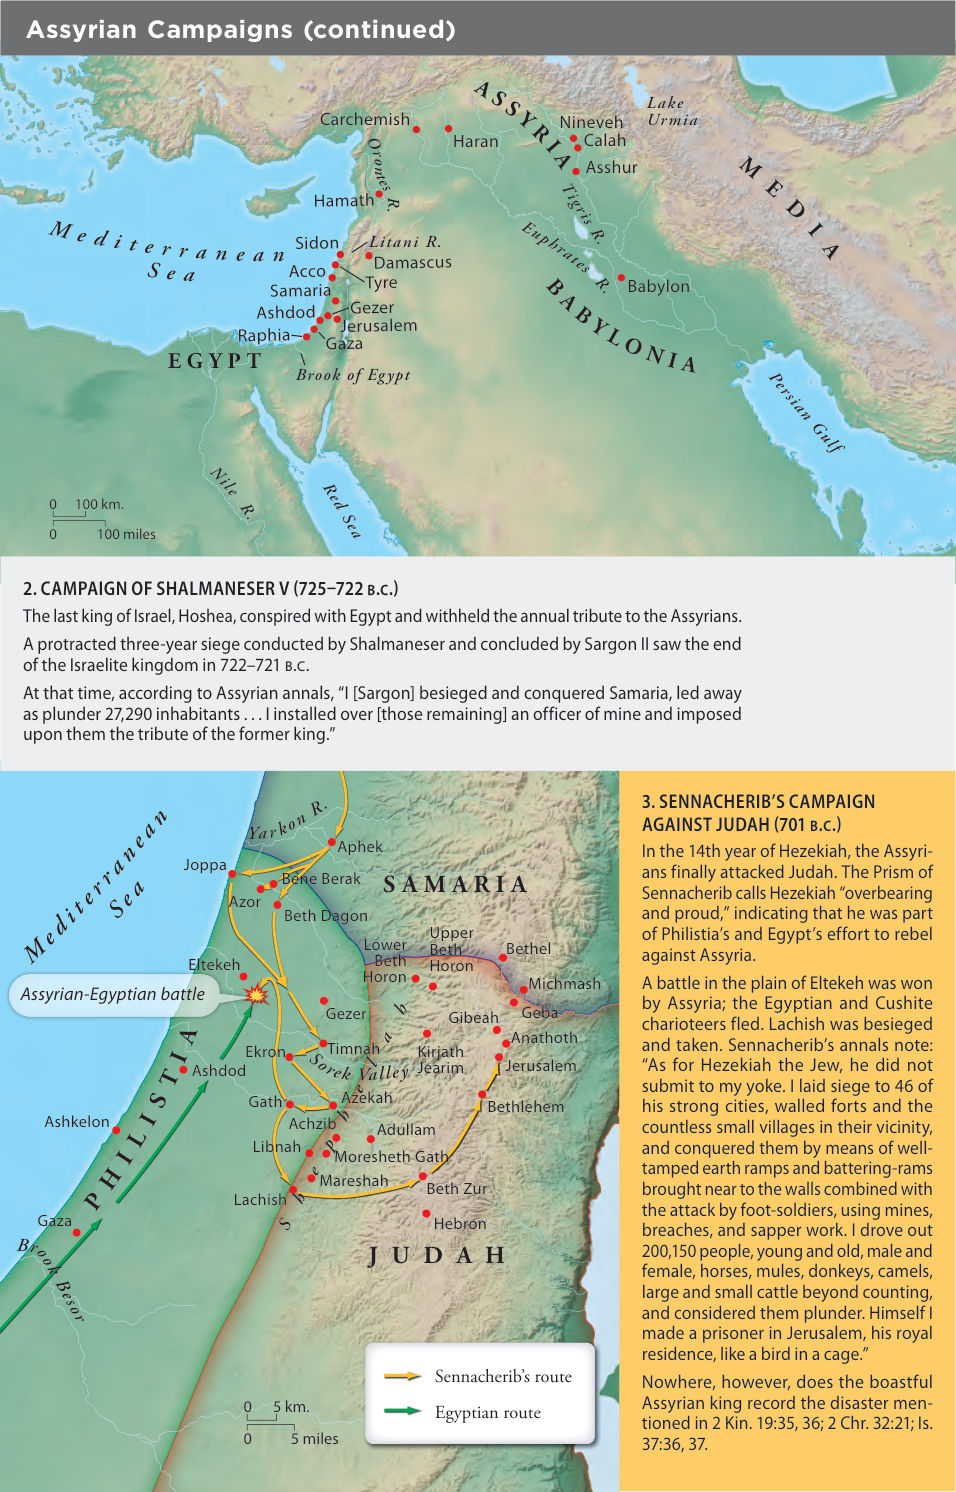 Assyrian Campaigns (continued)
ASSYRIA
Lake
Urmia
Carchemish
Haran
Nineveh
Calah
Asshur
MEDIA
Orontes R.
Hamath
Tigris R.
Mediterranean
Sea
Sidon
Litani R.
Damascus
Euphrates R.
Acco
Tyre
Babylon
Samaria
Ashdod
Gezer
Jerusalem
BABYLONIA
Raphia
Gaza
EGYPT
Brook of Egypt
Persian Gulf
Nile R.
Red Sea
0 100 km.
0 100 miles
2. CAMPAIGN OF SHALMANESER V (725–722 B.C.)
The last king of Israel, Hoshea, conspired with Egypt and withheld the annual tribute to the Assyrians.
A protracted three-year siege conducted by Shalmaneser and concluded by Sargon II saw the end
of the Israelite kingdom in 722–721 B.C.
At that time, according to Assyrian annals, “I [Sargon] besieged and conquered Samaria, led away
as plunder 27,290 inhabitants . . . I installed over [those remaining] an officer of mine and imposed
upon them the tribute of the former king.”
Mediterranean
Sea
Yarkon R.
Aphek
Joppa
Bene Berak
SAMARIA
Azor
Beth Dagon
Upper
Beth
Horon
Lower
Beth
Horon
Bethel
Eltekeh
Michmash
Assyrian-Egyptian battle
Gezer
Geba
Gibeah
Anathoth
Ekron
Timnah
Kirjath
Jearim
Jerusalem
Sorek Valley
Ashdod
PHILISTIA
Gath
Azekah
Bethlehem
Ashkelon
Achzib
Adullam
Libnah
Moresheth Gath
Shephelah
Mareshah
Beth Zur
Lachish
Gaza
Hebron
Brook Besor
JUDAH
Sennacherib’s route
Egyptian route
0 5 km.
0 5 miles
3. SENNACHERIB’S CAMPAIGN
AGAINST JUDAH (701 B.C.)
In the 14th year of Hezekiah, the Assyri-
ans finally attacked Judah. The Prism of
Sennacherib calls Hezekiah “overbearing
and proud,” indicating that he was part
of Philistia’s and Egypt’s effort to rebel
against Assyria.
A battle in the plain of Eltekeh was won
by Assyria; the Egyptian and Cushite
charioteers fled. Lachish was besieged
and taken. Sennacherib’s annals note:
“As for Hezekiah the Jew, he did not
submit to my yoke. I laid siege to 46 of
his strong cities, walled forts and the
countless small villages in their vicinity,
and conquered them by means of well-
tamped earth ramps and battering-rams
brought near to the walls combined with
the attack by foot-soldiers, using mines,
breaches, and sapper work. I drove out
200,150 people, young and old, male and
female, horses, mules, donkeys, camels,
large and small cattle beyond counting,
and considered them plunder. Himself I
made a prisoner in Jerusalem, his royal
residence, like a bird in a cage.”
Nowhere, however, does the boastful
Assyrian king record the disaster men-
tioned in 2 Kin. 19:35, 36; 2 Chr. 32:21; Is.
37:36, 37.